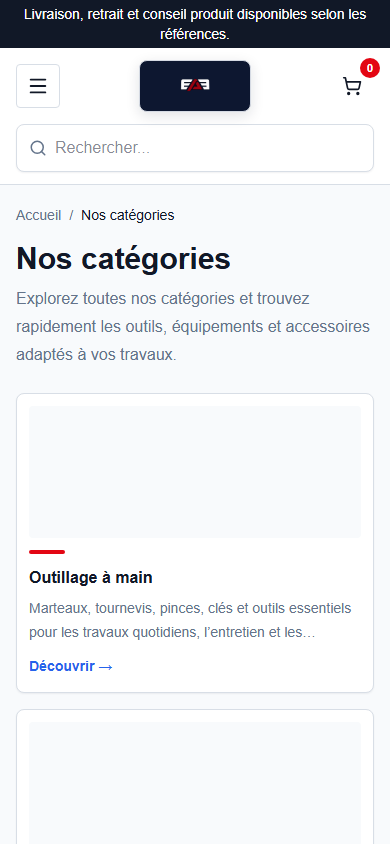 Livraison, retrait et conseil produit disponibles selon les
références.
0
Rechercher...
Accueil / Nos catégories
Nos catégories
Explorez toutes nos catégories et trouvez
rapidement les outils, équipements et accessoires
adaptés à vos travaux.
Outillage à main
Marteaux, tournevis, pinces, clés et outils essentiels
pour les travaux quotidiens, l’entretien et les…
Découvrir →